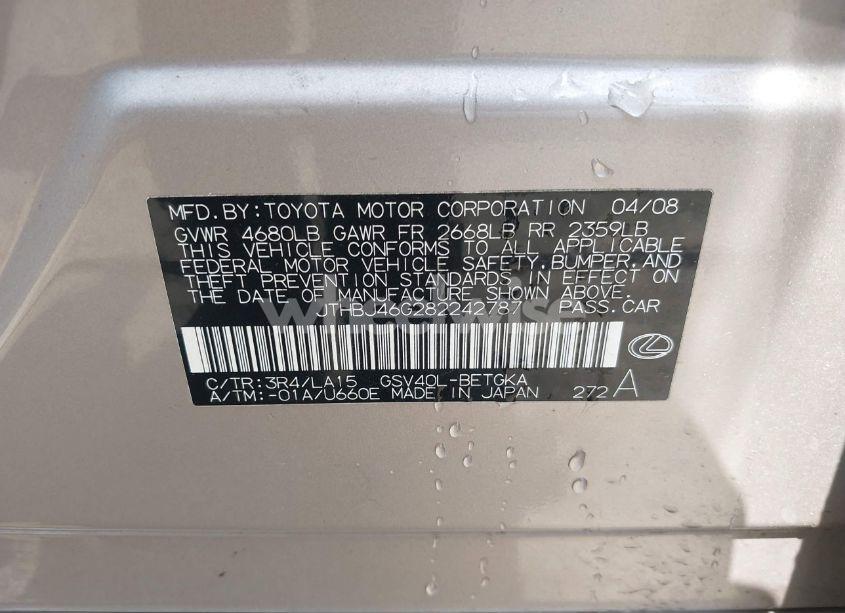 MFD.BY:TOYOTA MOTOR CORPORATION 04/08
GVWR 4680LB GAWR FR 2668LB RR 2359LB
THIS VEHICLE CONFORMS TO ALL APPLICABLE
FEDERAL MOTOR VEHICLE SAFETY,BUMPER,AND
THEFT PREVENTION STANDARDS IN EFFECT ON
THE DATE OF MANUFACTURE SHOWN ABOVE.
JTHBJ46G282242787 PASS.CAR
C/TR:3R4/LA15 GSV40L-BETGKA
A/TM:-01A/U660E MADE IN JAPAN 272 A